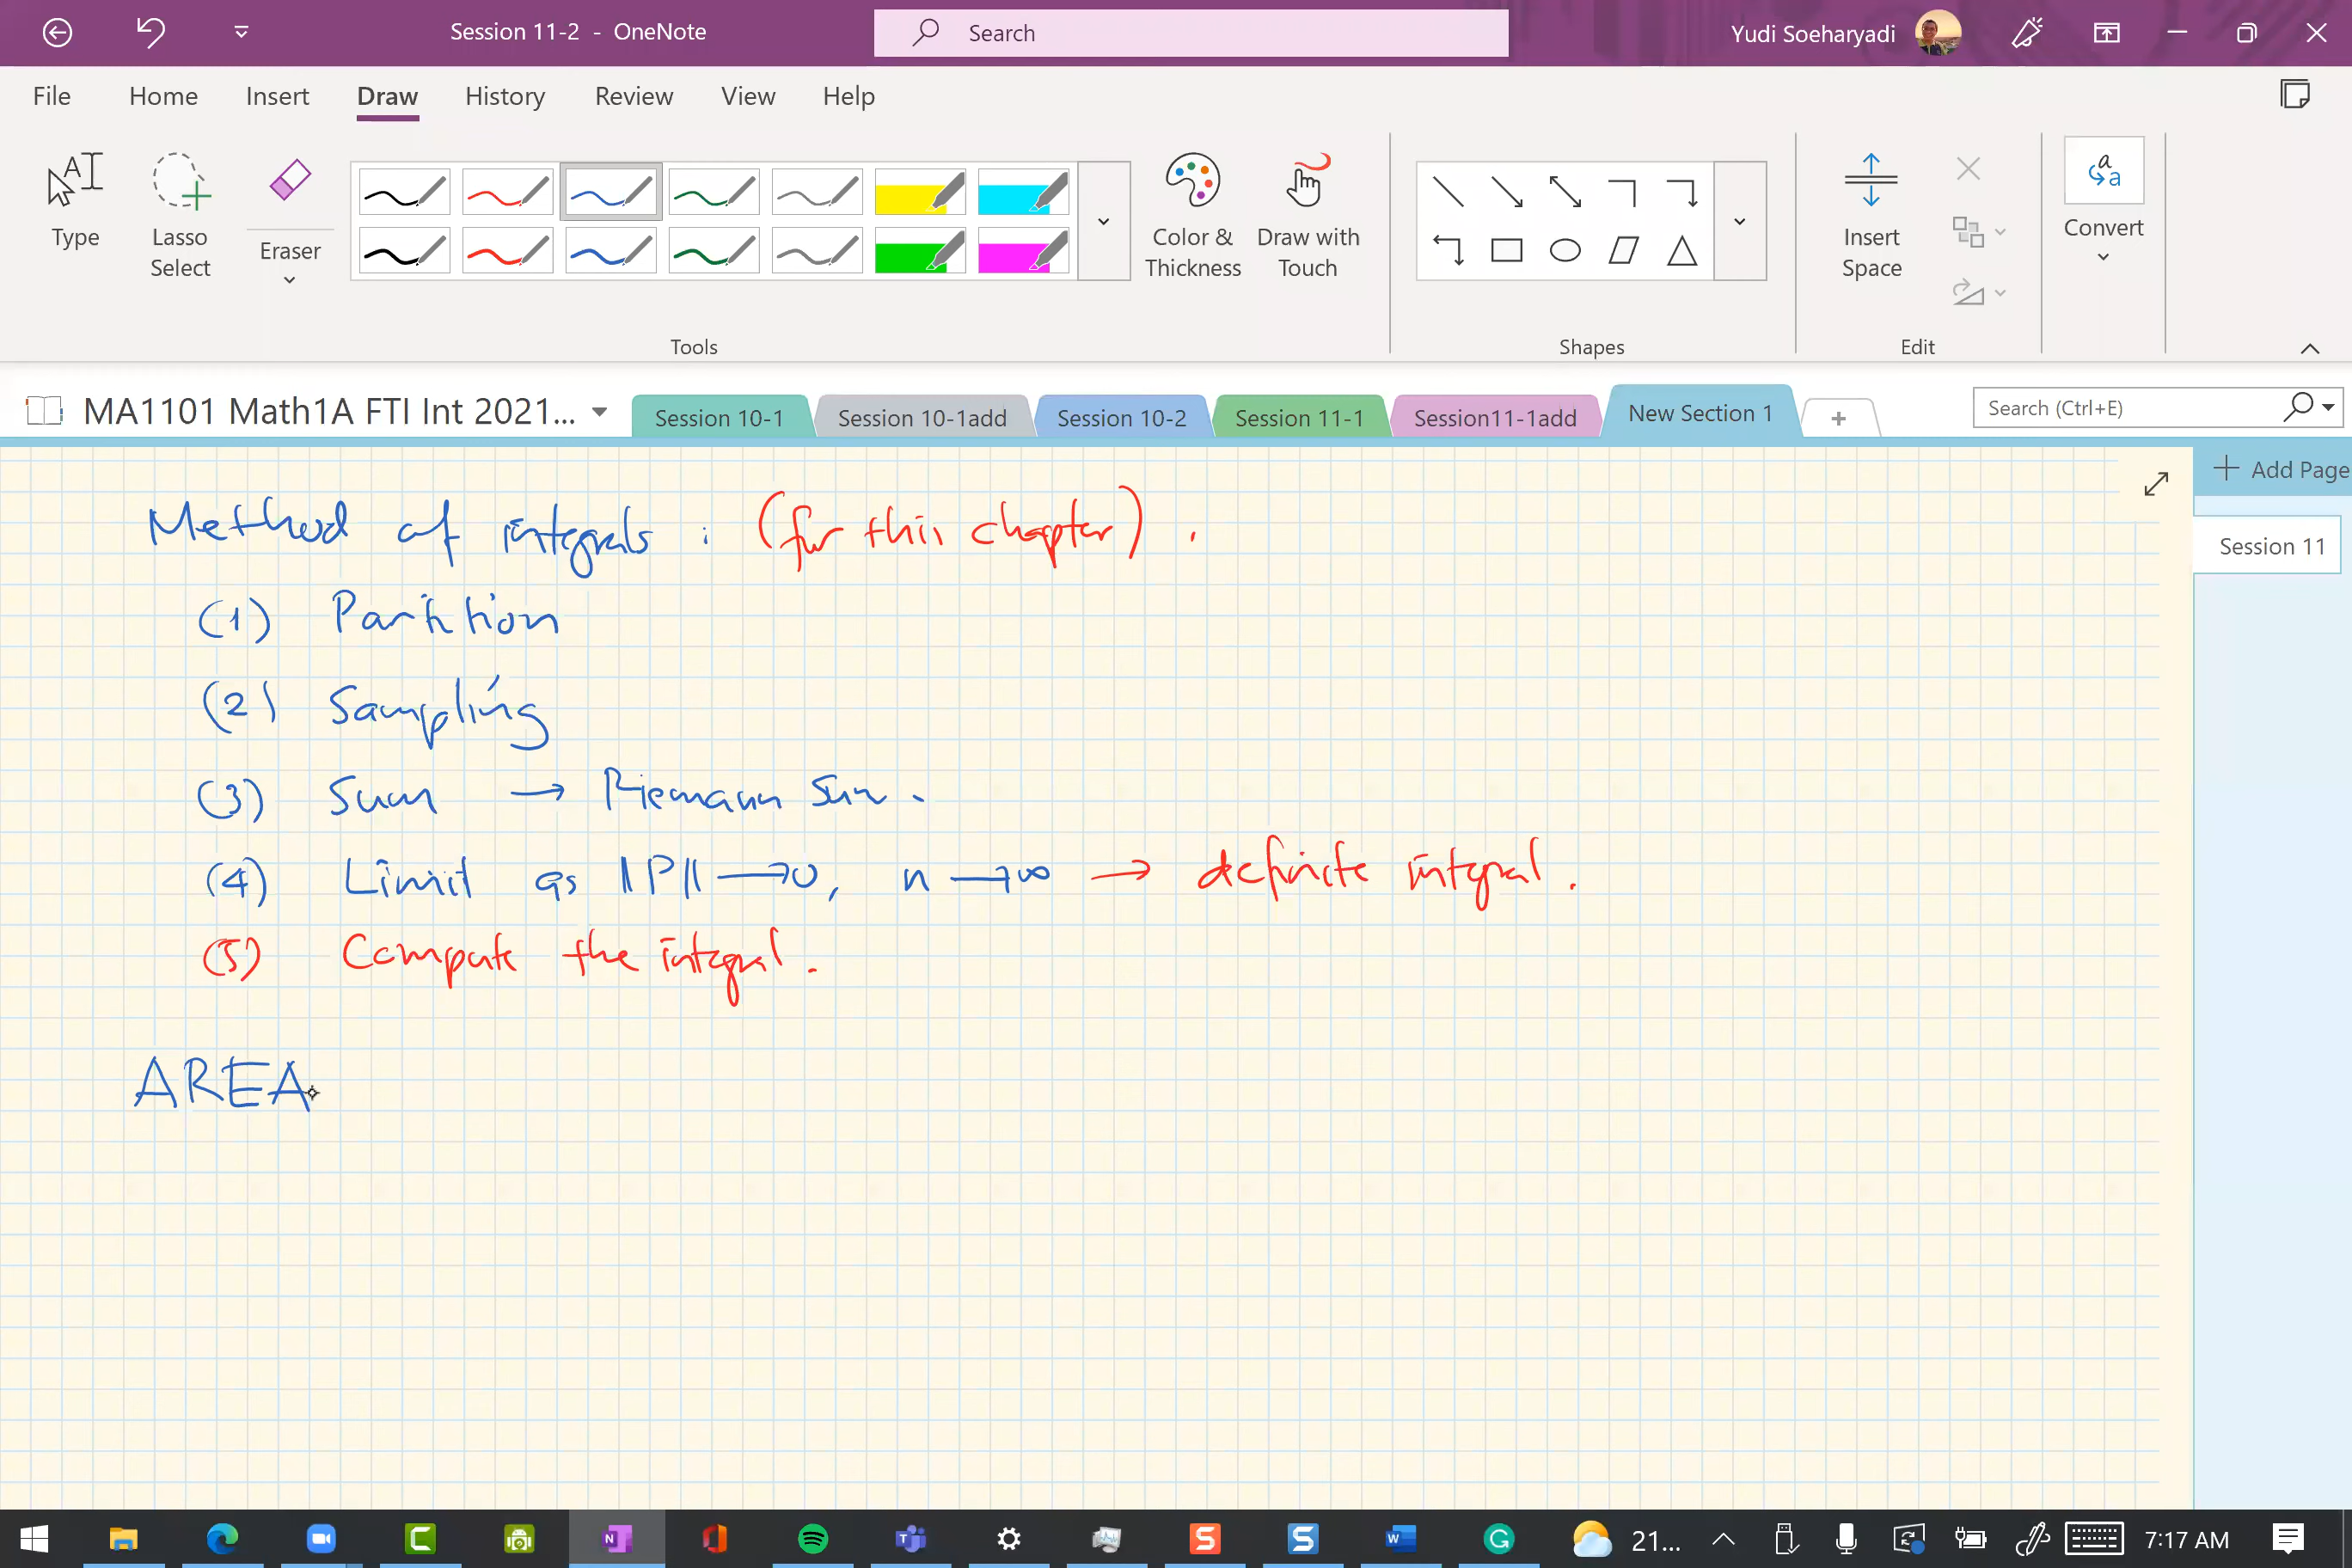 Session 11-2 - OneNote
Search
Yudi Soeharyadi
File Home Insert Draw History Review View Help
Type
Lasso Select
Eraser
Color & Thickness
Draw with Touch
Insert Space
Convert
Tools
Shapes
Edit
MA1101 Math1A FTI Int 2021...
Session 10-1
Session 10-1add
Session 10-2
Session 11-1
Session11-1add
New Section 1
Search (Ctrl+E)
Add Page
Session 11
Method of integrals : (for this chapter) .
(1) Partition
(2) Sampling
(3) Sum → Riemann Sum .
(4) Limit as ||P|| → 0, n → ∞ → definite integral .
(5) Compute the integral .
AREA
21...
7:17 AM